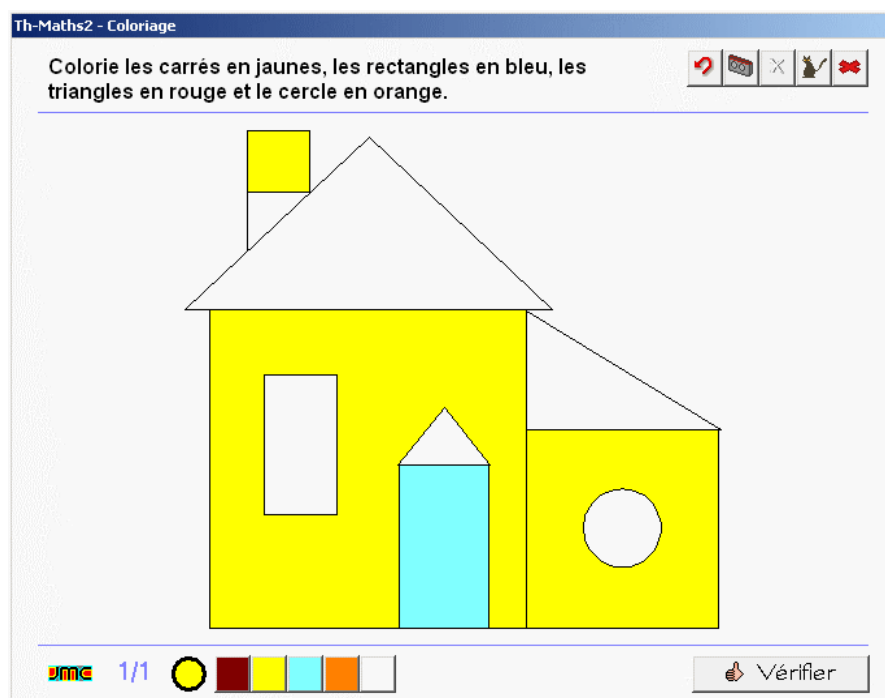 Th-Maths2 - Coloriage
Colorie les carrés en jaunes, les rectangles en bleu, les
triangles en rouge et le cercle en orange.
JMC 1/1 Vérifier